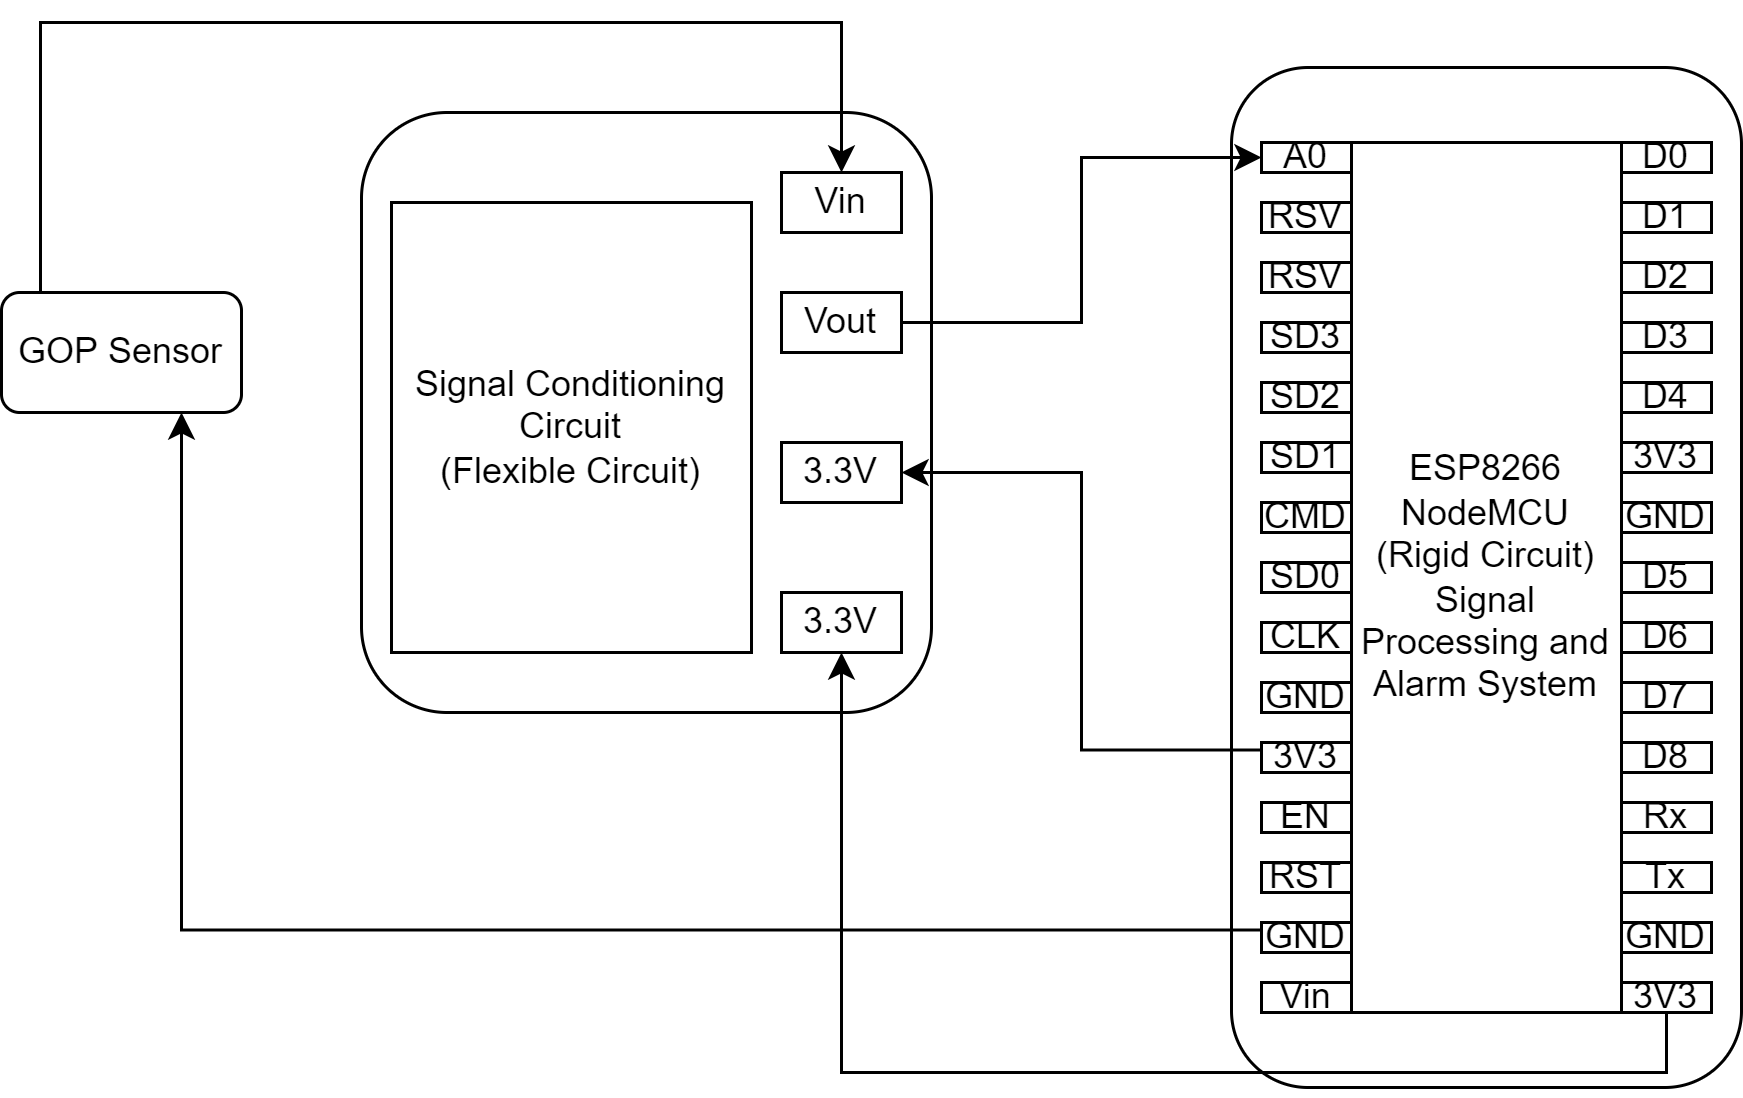 GOP Sensor
Signal Conditioning
Circuit
(Flexible Circuit)
Vin
Vout
3.3V
3.3V
A0
RSV
RSV
SD3
SD2
SD1
CMD
SD0
CLK
GND
3V3
EN
RST
GND
Vin
ESP8266
NodeMCU
(Rigid Circuit)
Signal
Processing and
Alarm System
D0
D1
D2
D3
D4
3V3
GND
D5
D6
D7
D8
Rx
Tx
GND
3V3